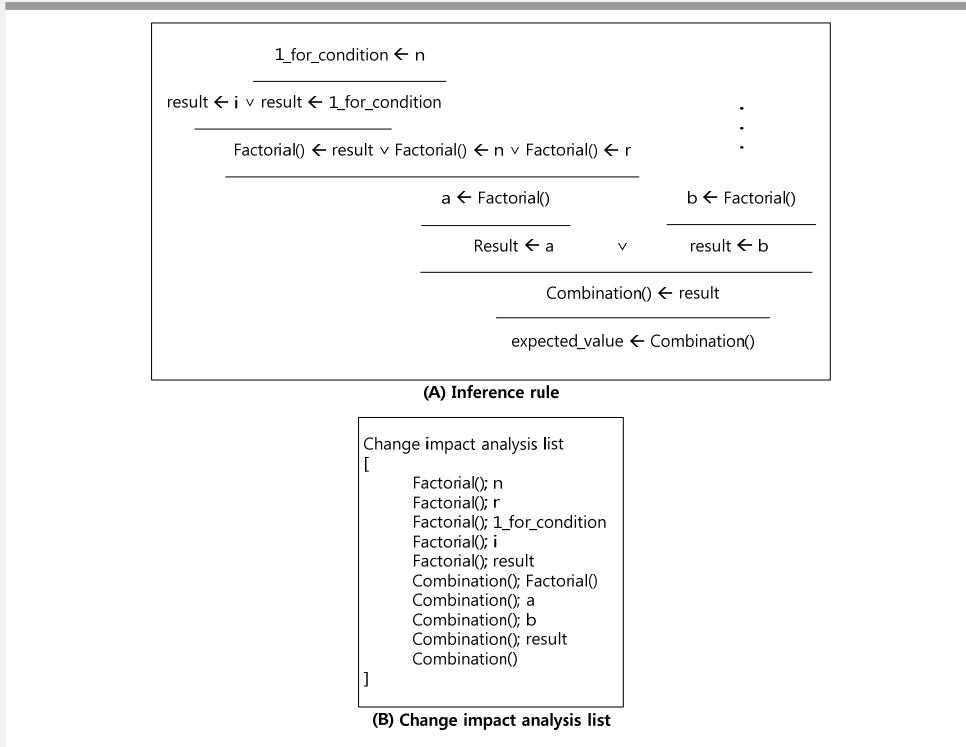 1_for_condition ← n
result ← i ∨ result ← 1_for_condition
Factorial() ← result ∨ Factorial() ← n ∨ Factorial() ← r
a ← Factorial() b ← Factorial()
Result ← a ∨ result ← b
Combination() ← result
expected_value ← Combination()
(A) Inference rule
Change impact analysis list
[
Factorial(); n
Factorial(); r
Factorial(); 1_for_condition
Factorial(); i
Factorial(); result
Combination(); Factorial()
Combination(); a
Combination(); b
Combination(); result
Combination()
]
(B) Change impact analysis list